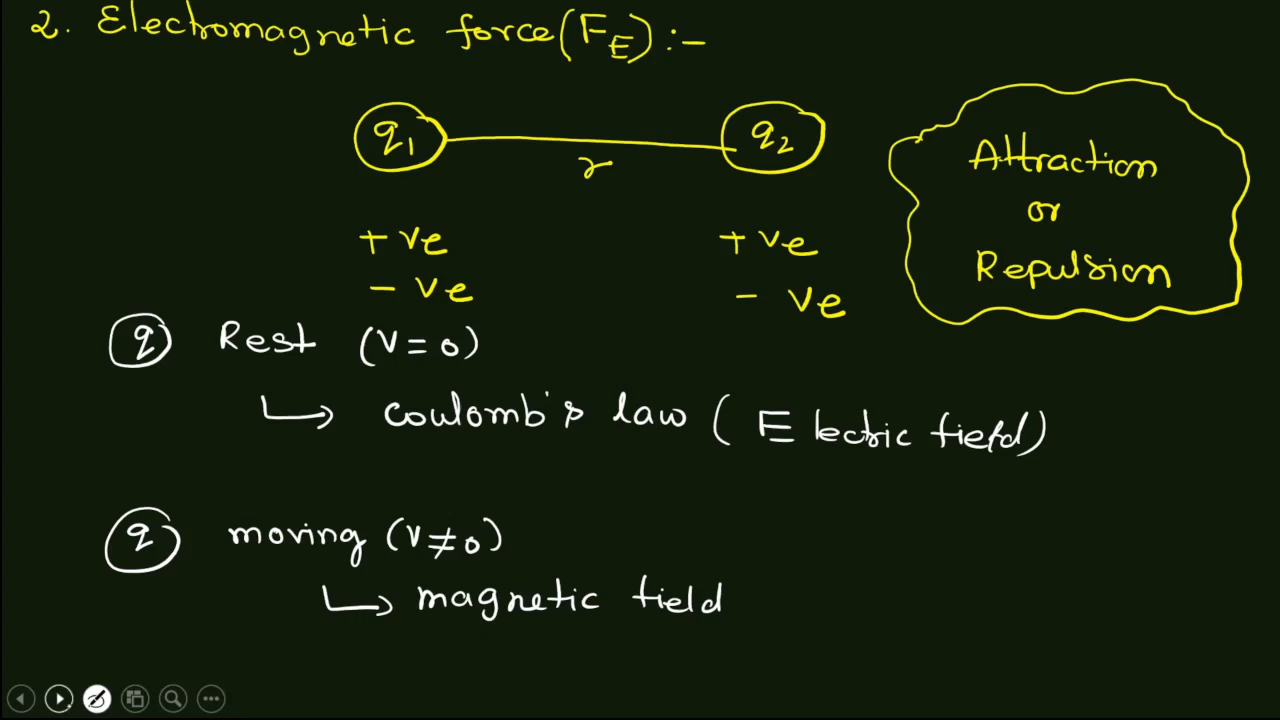 2. Electromagnetic force (F_E) :-
q1 r q2
+ ve + ve
- ve - ve
Attraction
or
Repulsion
q Rest (V = 0)
↳ coulomb's law ( Electric field)
q moving (V ≠ 0)
↳ magnetic field